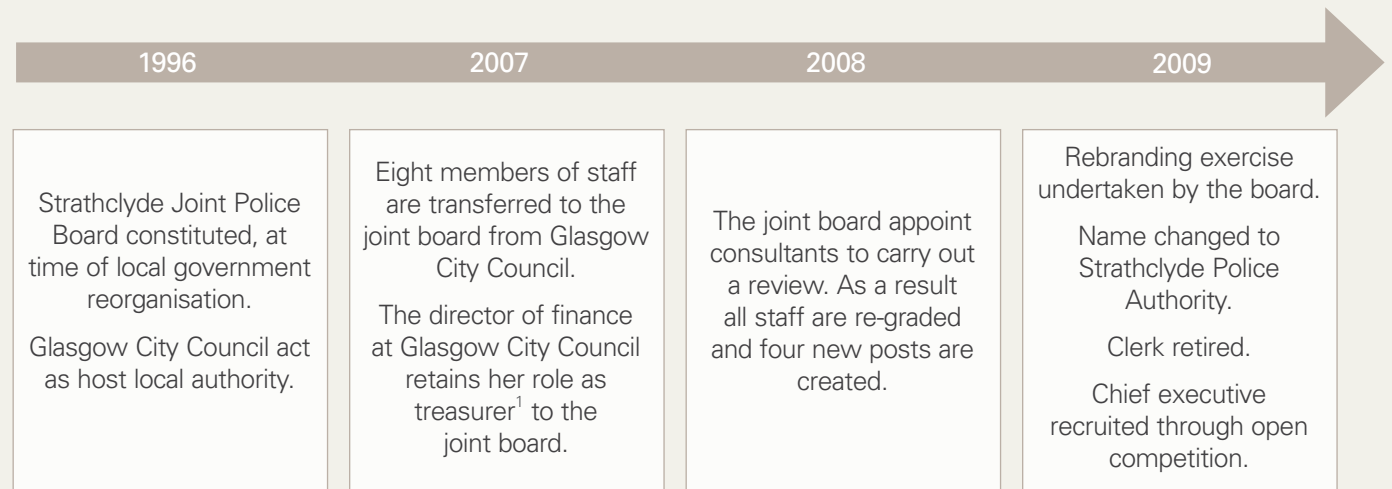 1996
2007
2008
2009
Strathclyde Joint Police
Board constituted, at
time of local government
reorganisation.
Glasgow City Council act
as host local authority.
Eight members of staff
are transferred to the
joint board from Glasgow
City Council.
The director of finance
at Glasgow City Council
retains her role as
treasurer¹ to the
joint board.
The joint board appoint
consultants to carry out
a review. As a result
all staff are re-graded
and four new posts are
created.
Rebranding exercise
undertaken by the board.
Name changed to
Strathclyde Police
Authority.
Clerk retired.
Chief executive
recruited through open
competition.